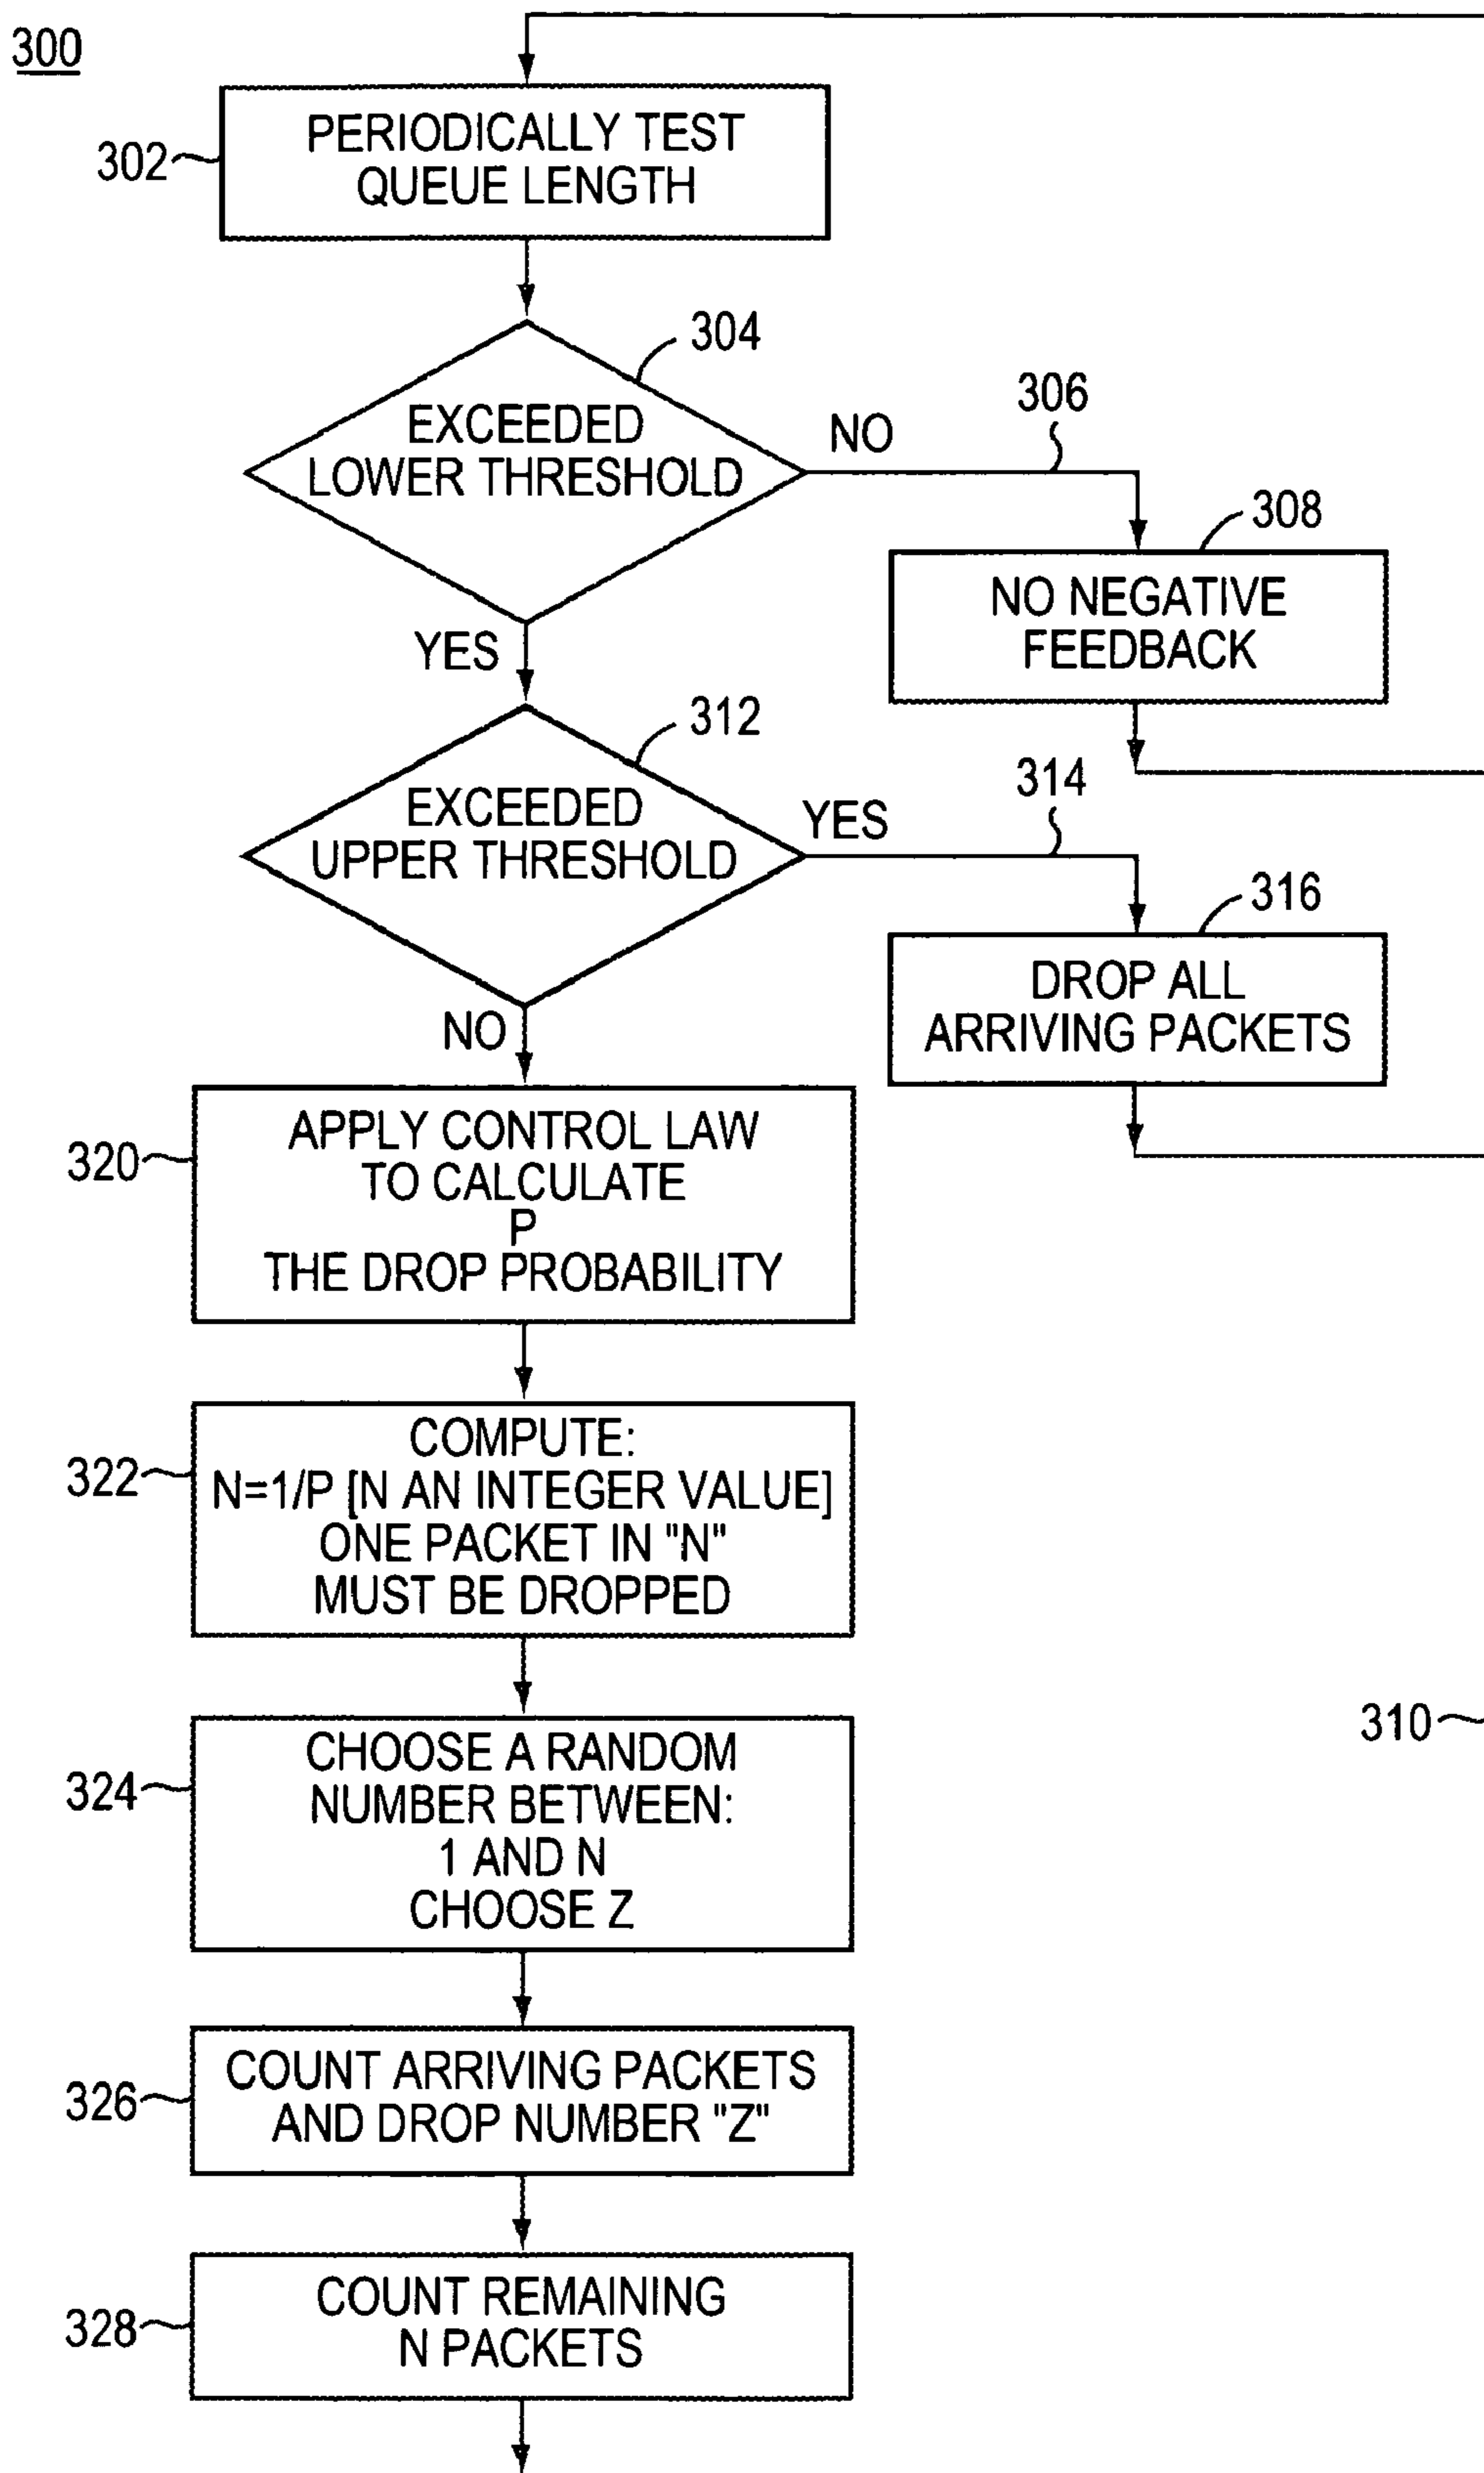 300
302
PERIODICALLY TEST
QUEUE LENGTH
304
EXCEEDED
LOWER THRESHOLD
NO
306
308
NO NEGATIVE
FEEDBACK
YES
312
EXCEEDED
UPPER THRESHOLD
YES
314
316
DROP ALL
ARRIVING PACKETS
NO
320
APPLY CONTROL LAW
TO CALCULATE
P
THE DROP PROBABILITY
322
COMPUTE:
N=1/P [N AN INTEGER VALUE]
ONE PACKET IN "N"
MUST BE DROPPED
310
324
CHOOSE A RANDOM
NUMBER BETWEEN:
1 AND N
CHOOSE Z
326
COUNT ARRIVING PACKETS
AND DROP NUMBER "Z"
328
COUNT REMAINING
N PACKETS